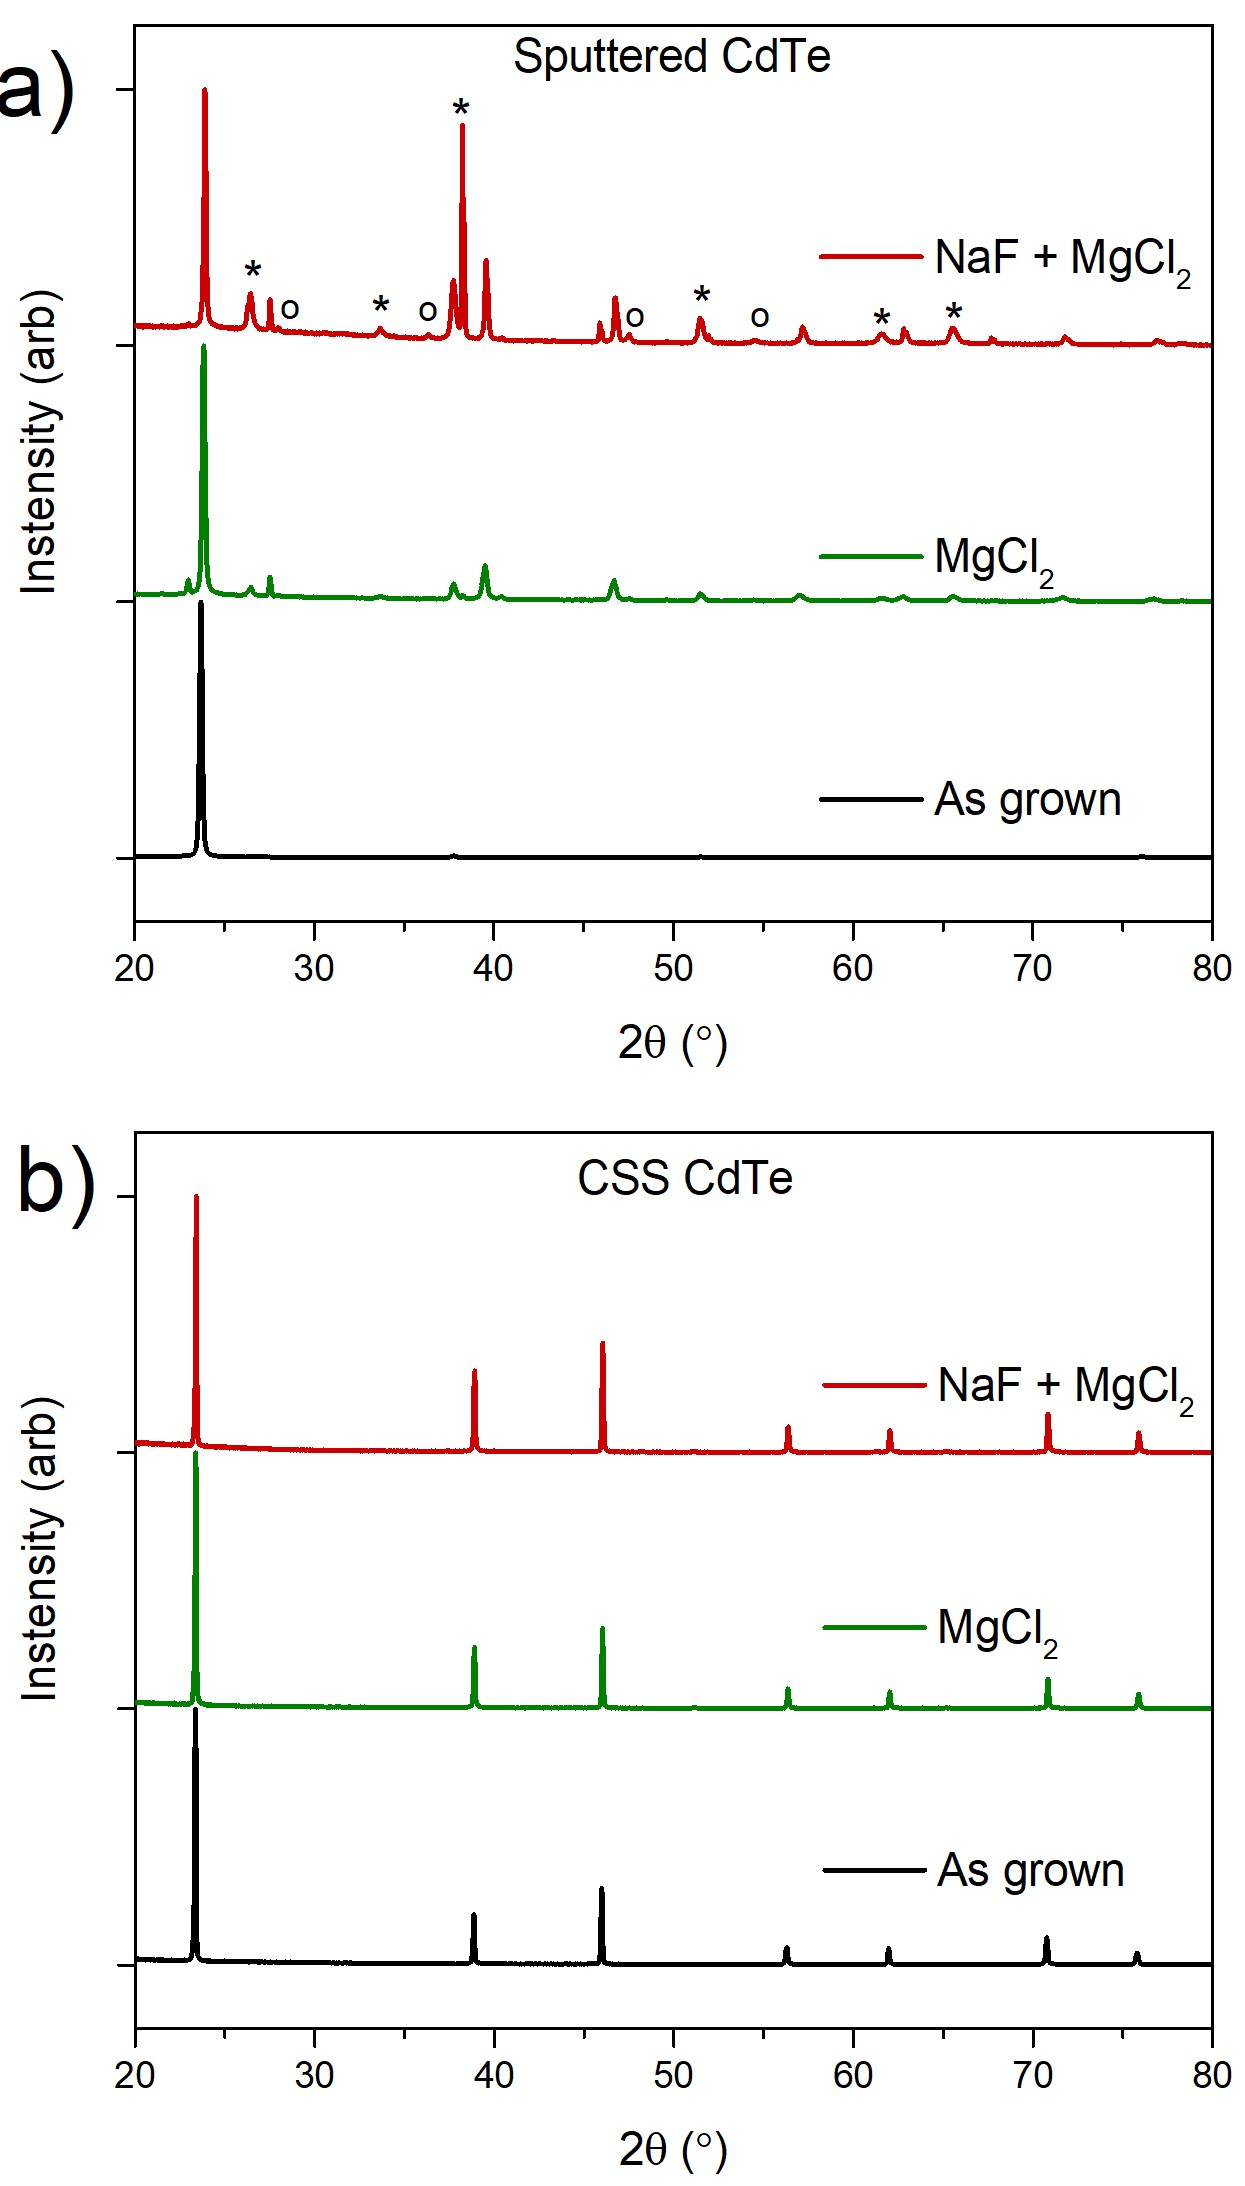 a)
Sputtered CdTe
*
*
o
*
o
o
*
o
*
*
NaF + MgCl₂
MgCl₂
As grown
Instensity (arb)
20 30 40 50 60 70 80
2θ (°)
b)
CSS CdTe
NaF + MgCl₂
MgCl₂
As grown
Instensity (arb)
20 30 40 50 60 70 80
2θ (°)